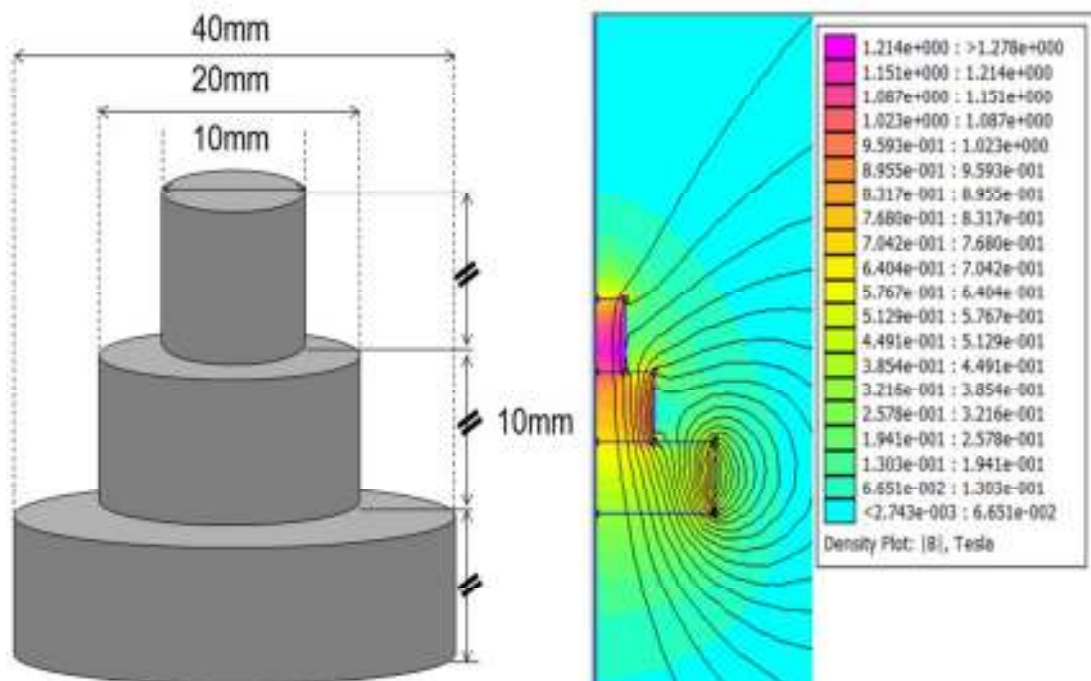 40mm
20mm
10mm
10mm
1.214e+000 : >1.278e+000
1.151e+000 : 1.214e+000
1.087e+000 : 1.151e+000
1.023e+000 : 1.087e+000
9.593e-001 : 1.023e+000
8.955e-001 : 9.593e-001
8.317e-001 : 8.955e-001
7.680e-001 : 8.317e-001
7.042e-001 : 7.680e-001
6.404e-001 : 7.042e-001
5.767e-001 : 6.404e-001
5.129e-001 : 5.767e-001
4.491e-001 : 5.129e-001
3.854e-001 : 4.491e-001
3.216e-001 : 3.854e-001
2.578e-001 : 3.216e-001
1.941e-001 : 2.578e-001
1.303e-001 : 1.941e-001
6.651e-002 : 1.303e-001
<2.743e-003 : 6.651e-002
Density Plot: |B|, Tesla